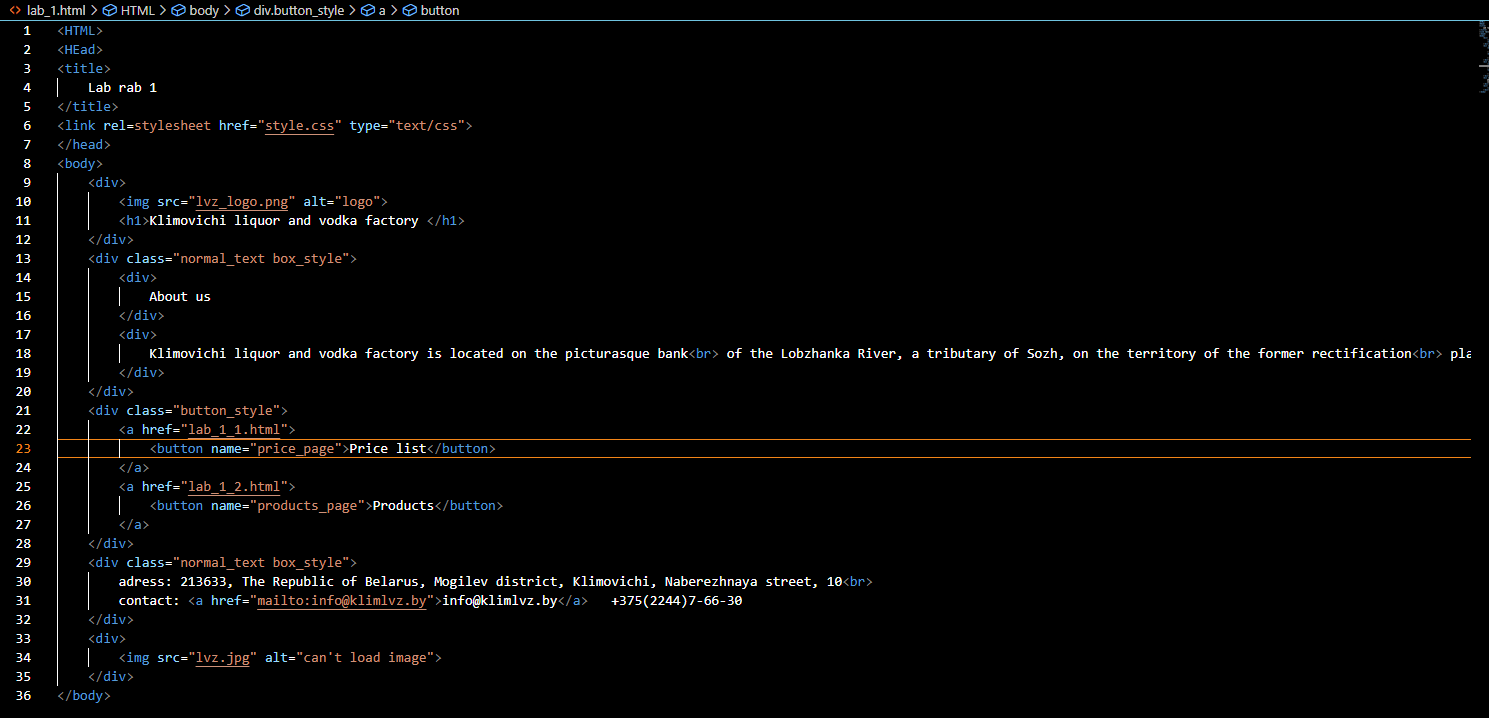 lab_1.html > HTML > body > div.button_style > a > button
1 <HTML>
2 <HEad>
3 <title>
4     Lab rab 1
5 </title>
6 <link rel=stylesheet href="style.css" type="text/css">
7 </head>
8 <body>
9     <div>
10         <img src="lvz_logo.png" alt="logo">
11         <h1>Klimovichi liquor and vodka factory </h1>
12     </div>
13     <div class="normal_text box_style">
14         <div>
15             About us
16         </div>
17         <div>
18             Klimovichi liquor and vodka factory is located on the picturasque bank<br> of the Lobzhanka River, a tributary of Sozh, on the territory of the former rectification<br> pla
19         </div>
20     </div>
21     <div class="button_style">
22         <a href="lab_1_1.html">
23             <button name="price_page">Price list</button>
24         </a>
25         <a href="lab_1_2.html">
26             <button name="products_page">Products</button>
27         </a>
28     </div>
29     <div class="normal_text box_style">
30         adress: 213633, The Republic of Belarus, Mogilev district, Klimovichi, Naberezhnaya street, 10<br>
31         contact: <a href="mailto:info@klimlvz.by">info@klimlvz.by</a>   +375(2244)7-66-30
32     </div>
33     <div>
34         <img src="lvz.jpg" alt="can't load image">
35     </div>
36 </body>